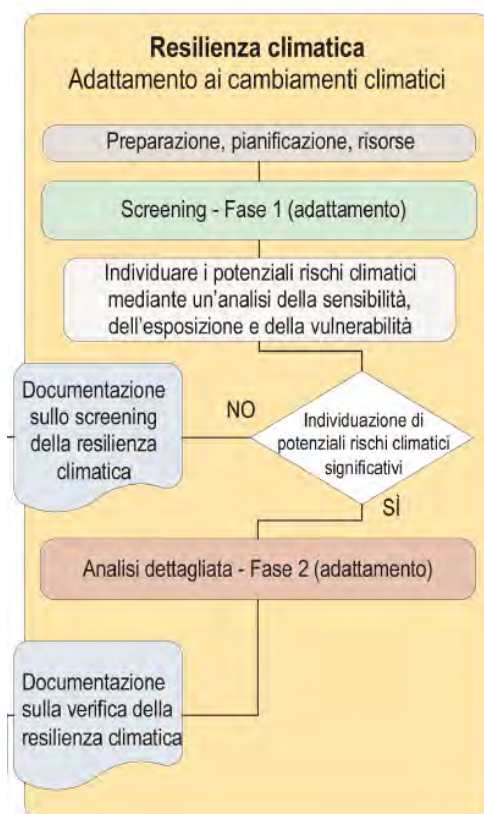 Resilienza climatica
Adattamento ai cambiamenti climatici
Preparazione, pianificazione, risorse
Screening - Fase 1 (adattamento)
Individuare i potenziali rischi climatici
mediante un'analisi della sensibilità,
dell'esposizione e della vulnerabilità
Documentazione
sullo screening
della resilienza
climatica
NO
Individuazione di
potenziali rischi climatici
significativi
SÌ
Analisi dettagliata - Fase 2 (adattamento)
Documentazione
sulla verifica della
resilienza climatica